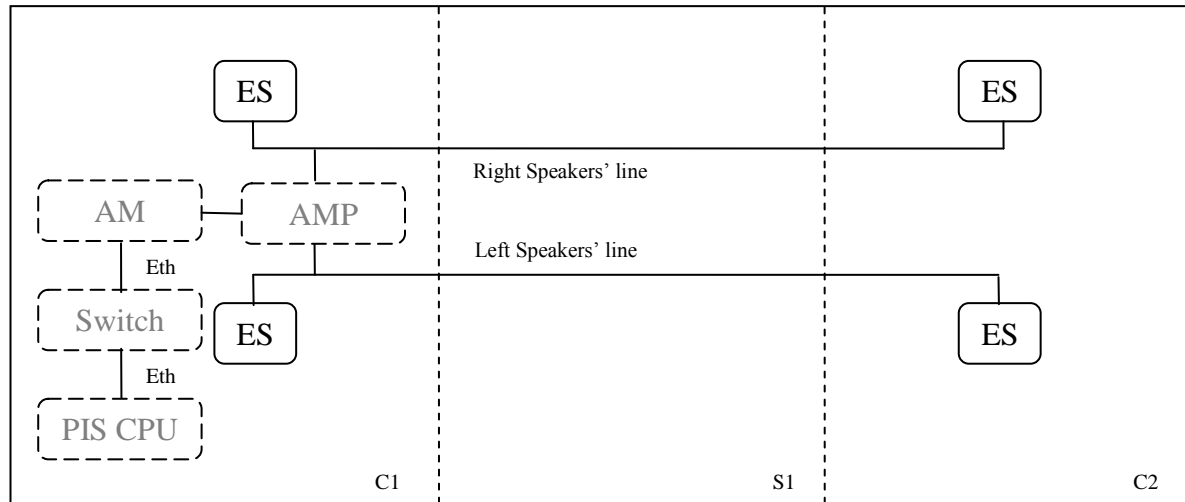 ES
ES
Right Speakers’ line
AM
AMP
Left Speakers’ line
Eth
Switch
ES
ES
Eth
PIS CPU
C1
S1
C2